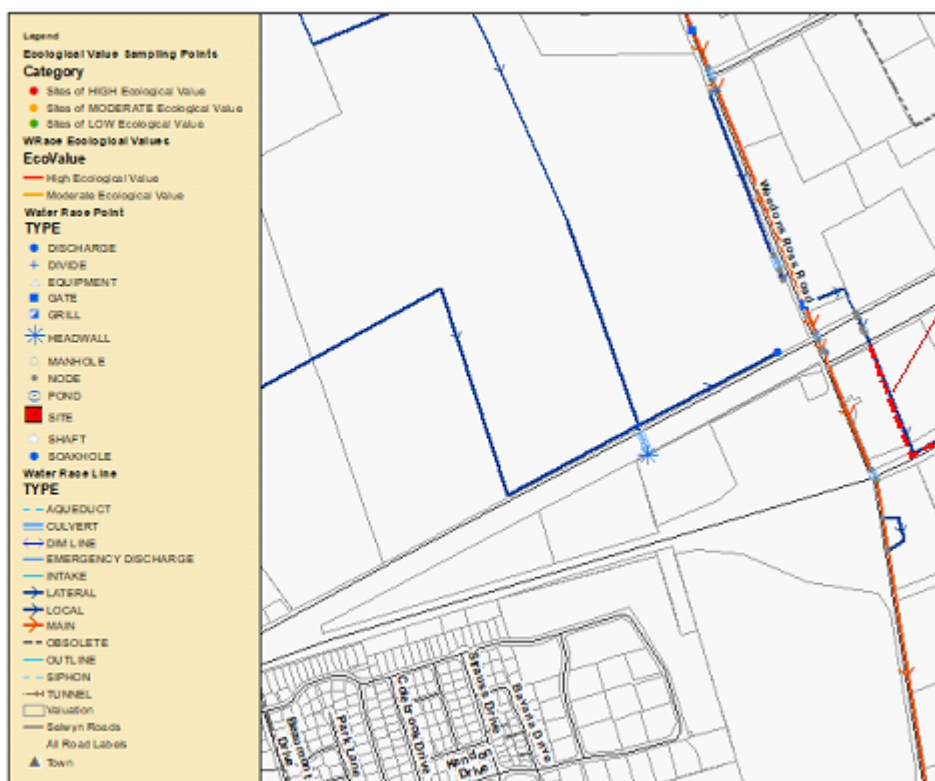 Legend
Ecological Value Sampling Points
Category
Sites of HIGH Ecological Value
Sites of MODERATE Ecological Value
Sites of LOW Ecological Value
WRace Ecological Values
EcoValue
High Ecological Value
Moderate Ecological Value
Water Race Point
TYPE
DISCHARGE
DIVIDE
EQUIPMENT
GATE
GRILL
HEADWALL
MANHOLE
NODE
POND
SITE
SHAFT
SOAKHOLE
Water Race Line
TYPE
AQUEDUCT
CULVERT
DIM LINE
EMERGENCY DISCHARGE
INTAKE
LATERAL
LOCAL
MAIN
OBSOLETE
OUTLINE
SIPHON
TUNNEL
Valuation
Selwyn Roads
All Road Labels
Town
Weedons Ross Road
Beaumont
Drive
Park Lane
Colebrook Drive
Strauss Drive
Bavaria Drive
Drive